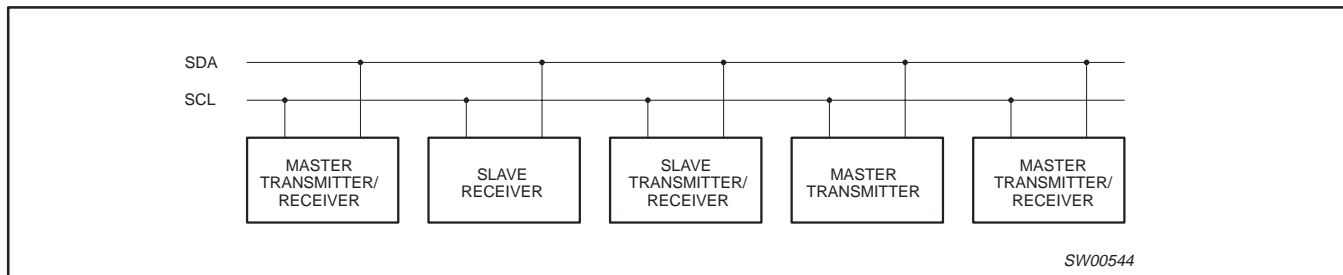 SDA
SCL
MASTER
TRANSMITTER/
RECEIVER
SLAVE
RECEIVER
SLAVE
TRANSMITTER/
RECEIVER
MASTER
TRANSMITTER
MASTER
TRANSMITTER/
RECEIVER
SW00544